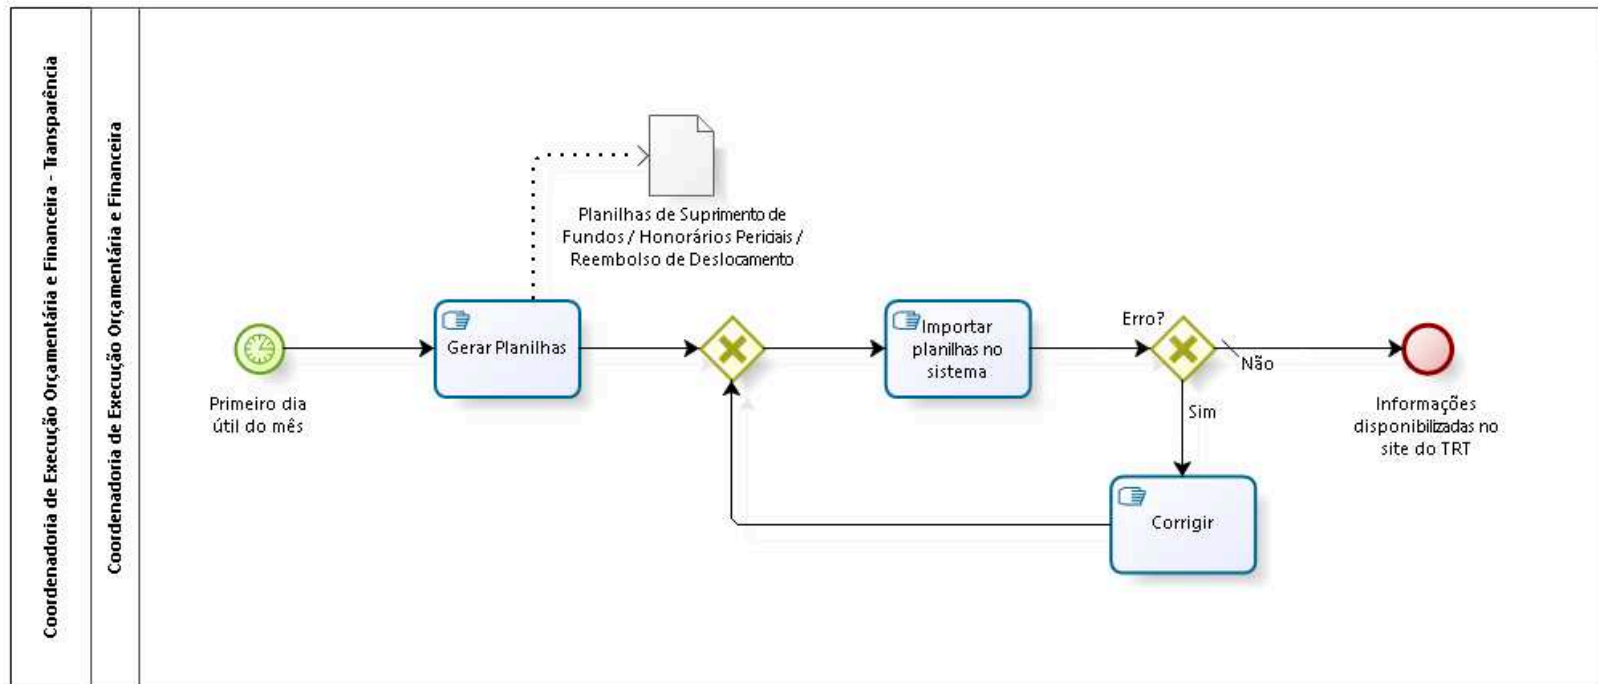 Coordenadoria de Execução Orçamentária e Financeira - Transparência
Coordenadoria de Execução Orçamentária e Financeira
Planilhas de Suprimento de
Fundos / Honorários Periciais /
Reembolso de Deslocamento
Primeiro dia
útil do mês
Gerar Planilhas
Importar
planilhas no
sistema
Erro?
Não
Sim
Corrigir
Informações
disponibilizadas no
site do TRT